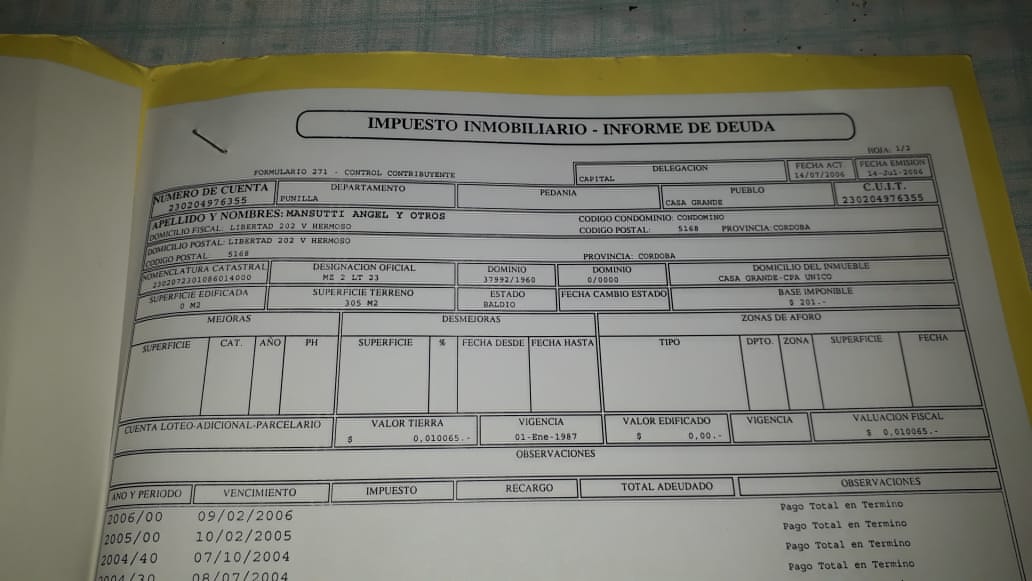 IMPUESTO INMOBILIARIO - INFORME DE DEUDA
HOJA: 1/2
FORMULARIO 271 - CONTROL CONTRIBUYENTE
DELEGACION
CAPITAL
FECHA ACT
14/07/2006
FECHA EMISION
14-Jul-2006
NUMERO DE CUENTA
230204976355
DEPARTAMENTO
PUNILLA
PEDANIA
PUEBLO
CASA GRANDE
C.U.I.T.
230204976355
APELLIDO Y NOMBRES: MANSUTTI ANGEL Y OTROS
CODIGO CONDOMINIO: CONDOMINO
DOMICILIO FISCAL: LIBERTAD 202 V HERMOSO
CODIGO POSTAL: 5168 PROVINCIA: CORDOBA
DOMICILIO POSTAL: LIBERTAD 202 V HERMOSO
CODIGO POSTAL 5168
PROVINCIA: CORDOBA
NOMENCLATURA CATASTRAL
2302072301086014000
DESIGNACION OFICIAL
MZ 2 LT 23
DOMINIO
37992/1960
DOMINIO
0/0000
DOMICILIO DEL INMUEBLE
CASA GRANDE-CPA UNICO
SUPERFICIE EDIFICADA
0 M2
SUPERFICIE TERRENO
305 M2
ESTADO
BALDIO
FECHA CAMBIO ESTADO
BASE IMPONIBLE
$ 201.-
MEJORAS
DESMEJORAS
ZONAS DE AFORO
SUPERFICIE CAT. AÑO PH SUPERFICIE % FECHA DESDE FECHA HASTA TIPO DPTO. ZONA SUPERFICIE FECHA
CUENTA LOTEO-ADICIONAL-PARCELARIO
VALOR TIERRA
$ 0,010065.-
VIGENCIA
01-Ene-1987
VALOR EDIFICADO
$ 0,00.-
VIGENCIA
VALUACION FISCAL
$ 0,010065.-
OBSERVACIONES
AÑO Y PERIODO VENCIMIENTO IMPUESTO RECARGO TOTAL ADEUDADO OBSERVACIONES
2006/00 09/02/2006 Pago Total en Termino
2005/00 10/02/2005 Pago Total en Termino
2004/40 07/10/2004 Pago Total en Termino
2004/30 08/07/2004 Pago Total en Termino